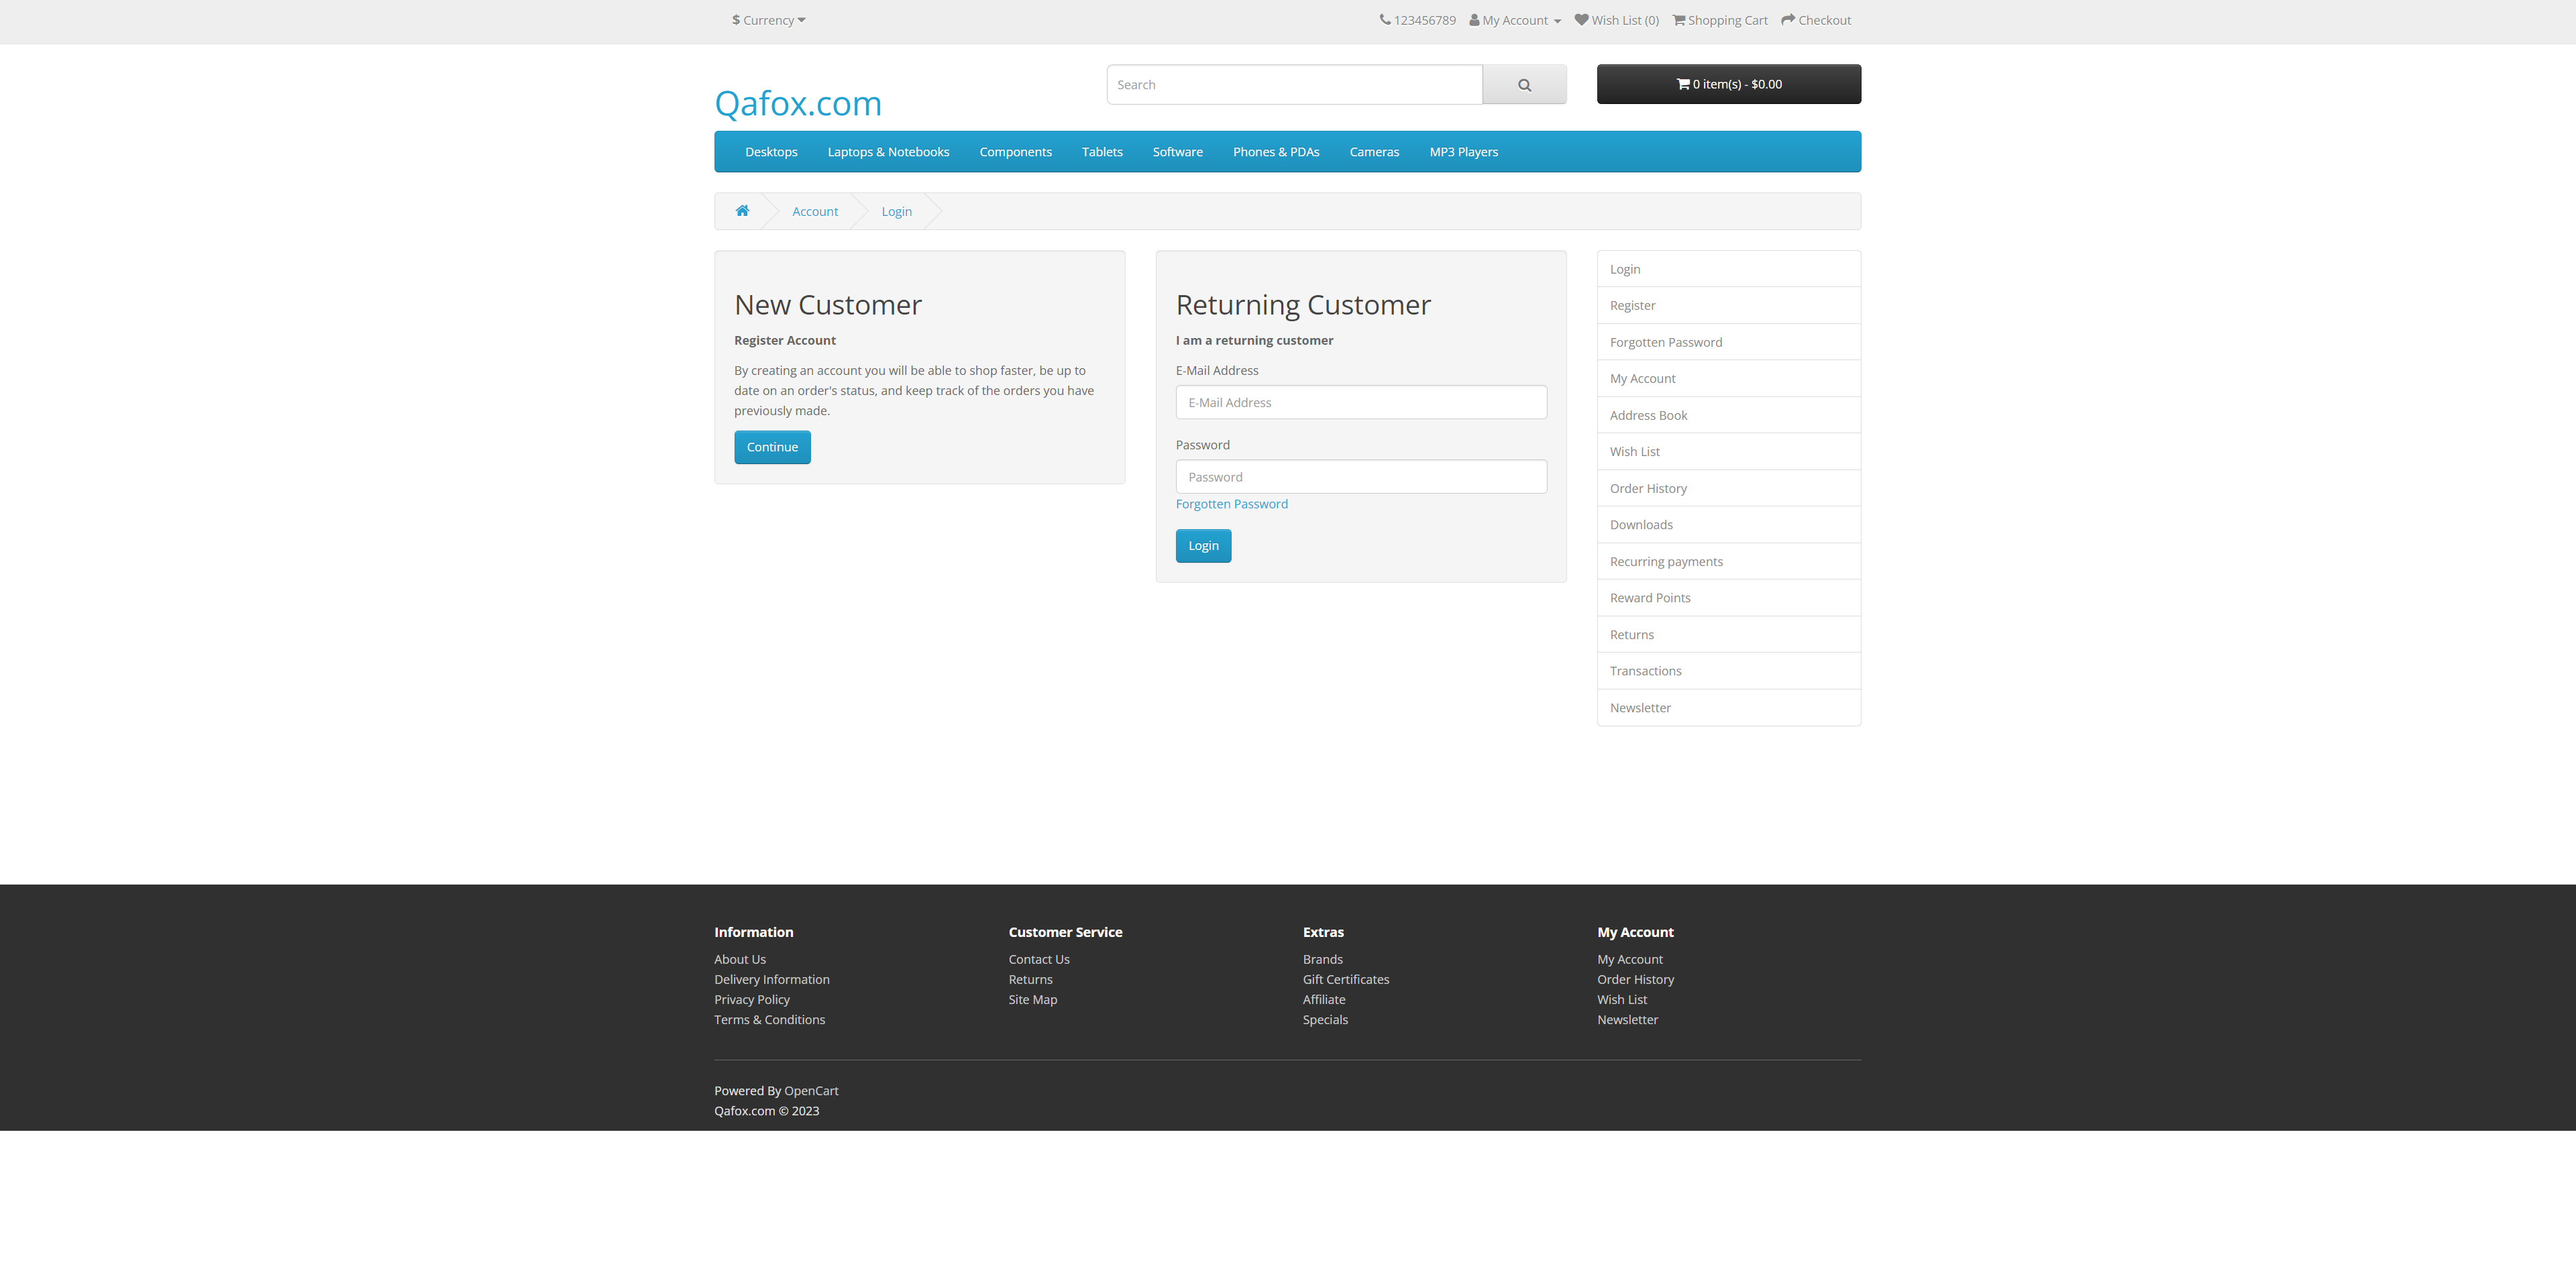 $ Currency
123456789 My Account Wish List (0) Shopping Cart Checkout
Qafox.com
Search
0 item(s) - $0.00
Desktops Laptops & Notebooks Components Tablets Software Phones & PDAs Cameras MP3 Players
Account Login
New Customer
Register Account
By creating an account you will be able to shop faster, be up to
date on an order's status, and keep track of the orders you have
previously made.
Continue
Returning Customer
I am a returning customer
E-Mail Address
E-Mail Address
Password
Password
Forgotten Password
Login
Login
Register
Forgotten Password
My Account
Address Book
Wish List
Order History
Downloads
Recurring payments
Reward Points
Returns
Transactions
Newsletter
Information
About Us
Delivery Information
Privacy Policy
Terms & Conditions
Customer Service
Contact Us
Returns
Site Map
Extras
Brands
Gift Certificates
Affiliate
Specials
My Account
My Account
Order History
Wish List
Newsletter
Powered By OpenCart
Qafox.com © 2023